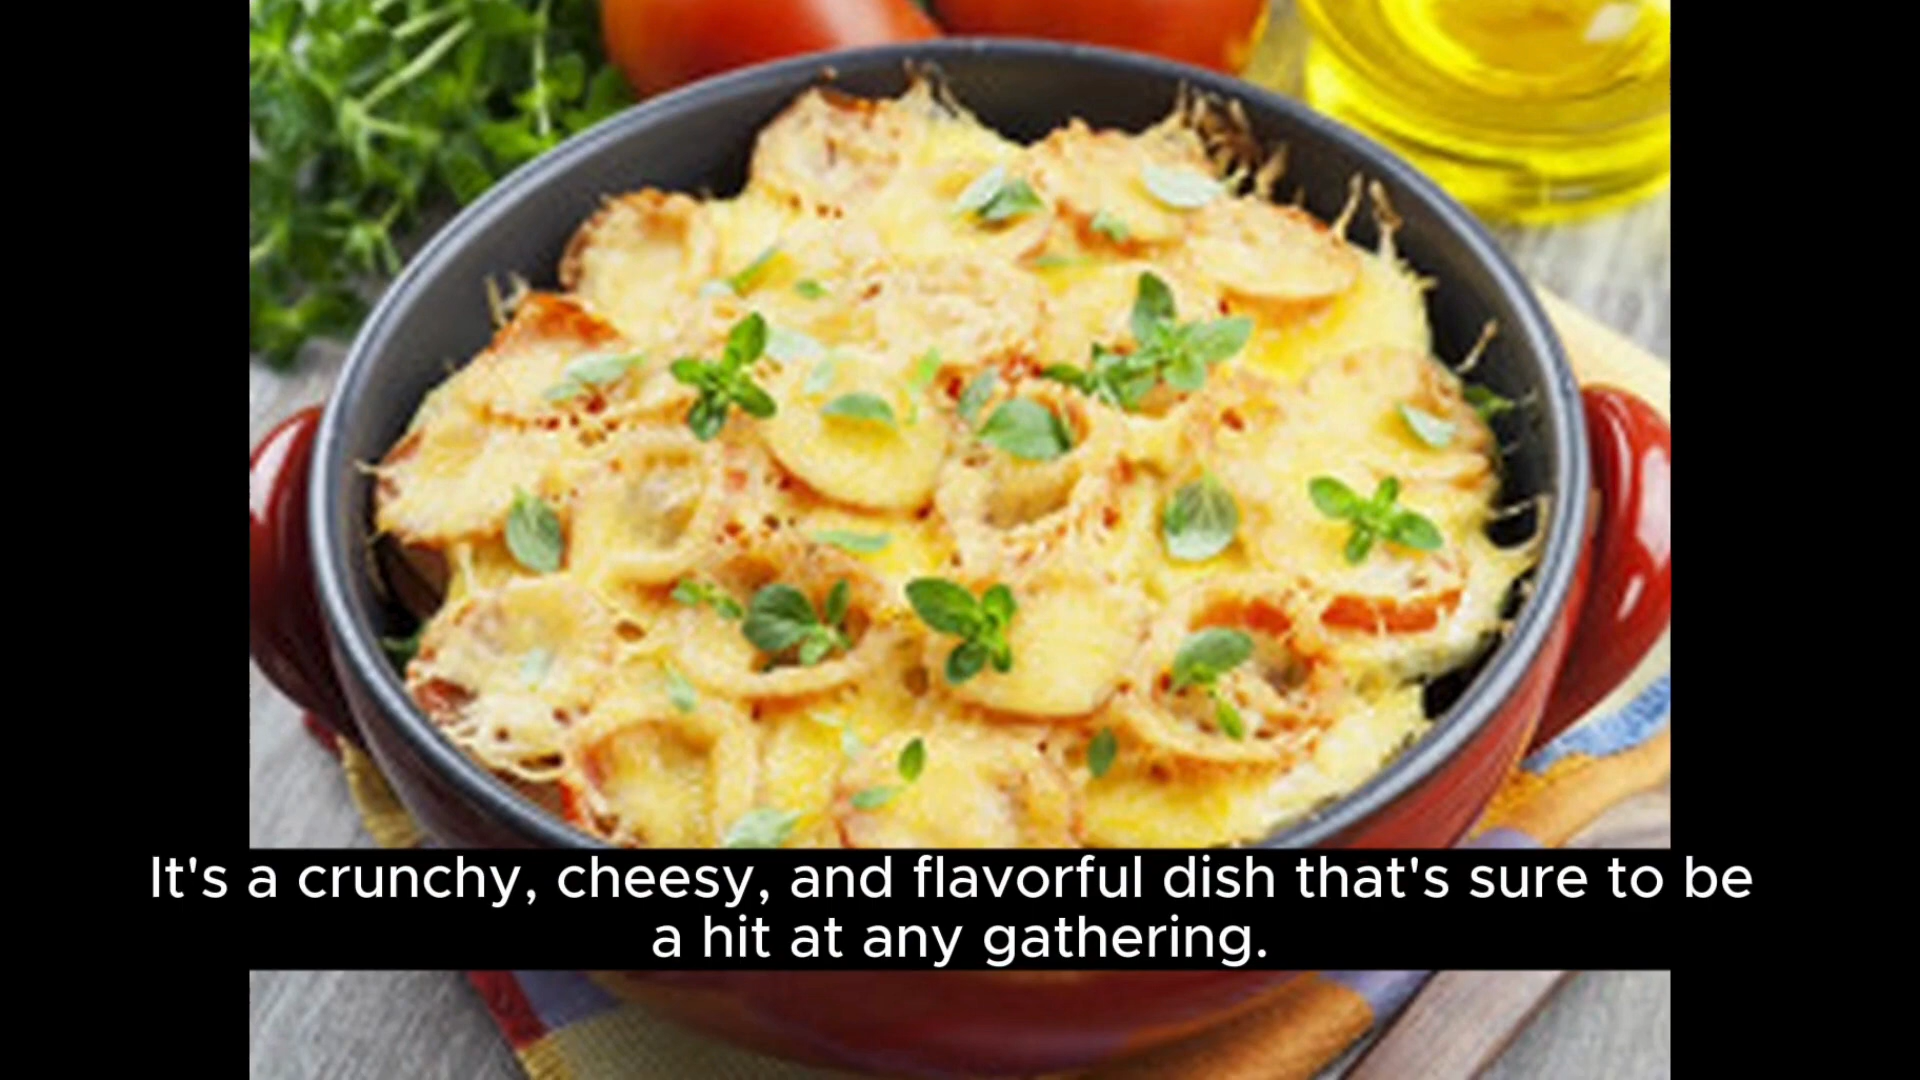 It's a crunchy, cheesy, and flavorful dish that's sure to be
a hit at any gathering.